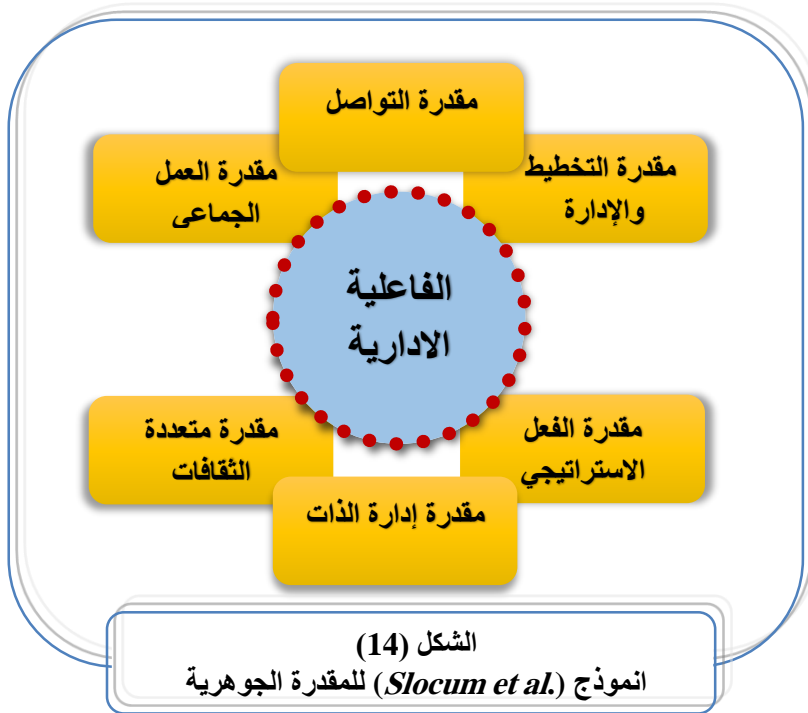 مقدرة التواصل
مقدرة التخطيط
والإدارة
مقدرة العمل
الجماعى
الفاعلية
الادارية
مقدرة الفعل
الاستراتيجي
مقدرة متعددة
الثقافات
مقدرة إدارة الذات
الشكل (14)
انموذج (Slocum et al.) للمقدرة الجوهرية